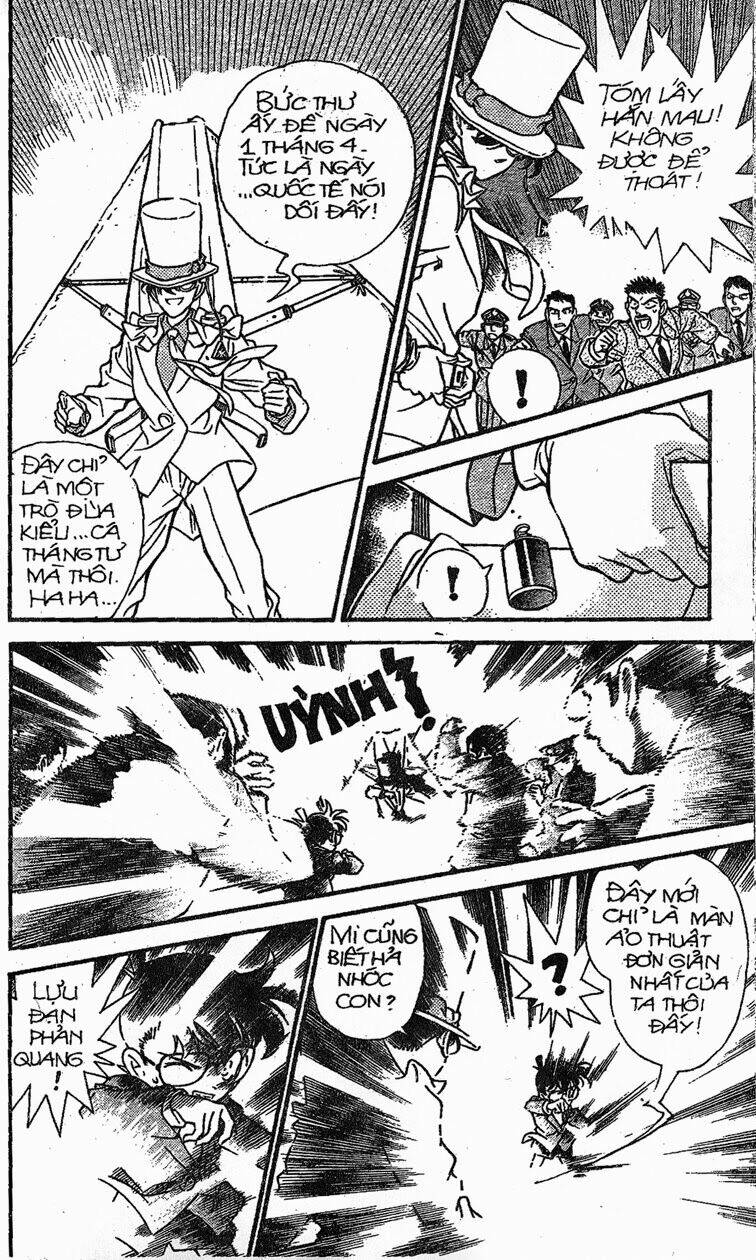 BỨC THƯ
ẤY ĐỀ NGÀY
1 THÁNG 4.
TỨC LÀ NGÀY
...QUỐC TẾ NÓI
DỐI ĐẤY!
ĐÂY CHỈ
LÀ MỘT
TRÒ ĐÙA
KIỂU...CÁ
THÁNG TƯ
MÀ THÔI.
HA HA...
TÓM LẤY
HẮN MAU!
KHÔNG
ĐƯỢC ĐỂ
THOÁT!
!
!
UỲNH!
LỰU
ĐẠN
PHẢN
QUANG
!
MI CŨNG
BIẾT HẢ
NHÓC
CON?
?
ĐÂY MỚI
CHỈ LÀ MÀN
ẢO THUẬT
ĐƠN GIẢN
NHẤT CỦA
TA THÔI
ĐẤY!